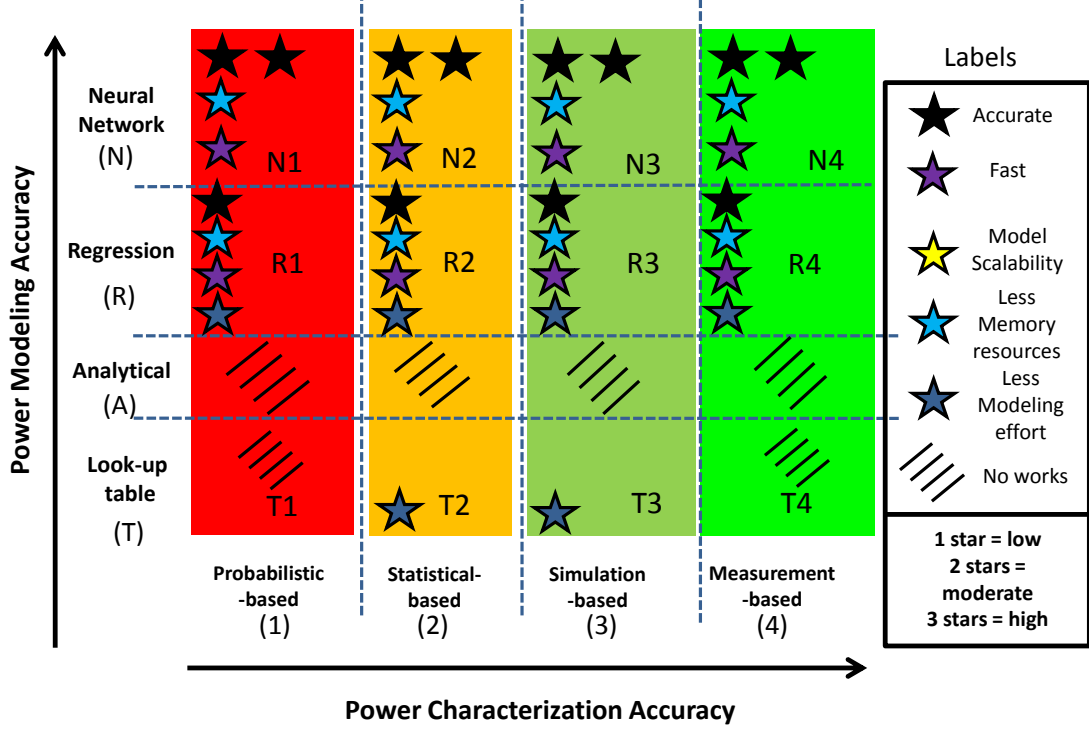 Power Modeling Accuracy
Neural
Network
(N)
N1
N2
N3
N4
Regression
(R)
R1
R2
R3
R4
Analytical
(A)
Look-up
table
(T)
T1
T2
T3
T4
Probabilistic
-based
(1)
Statistical-
based
(2)
Simulation
-based
(3)
Measurement
-based
(4)
Power Characterization Accuracy
Labels
Accurate
Fast
Model
Scalability
Less
Memory
resources
Less
Modeling
effort
No works
1 star = low
2 stars =
moderate
3 stars = high